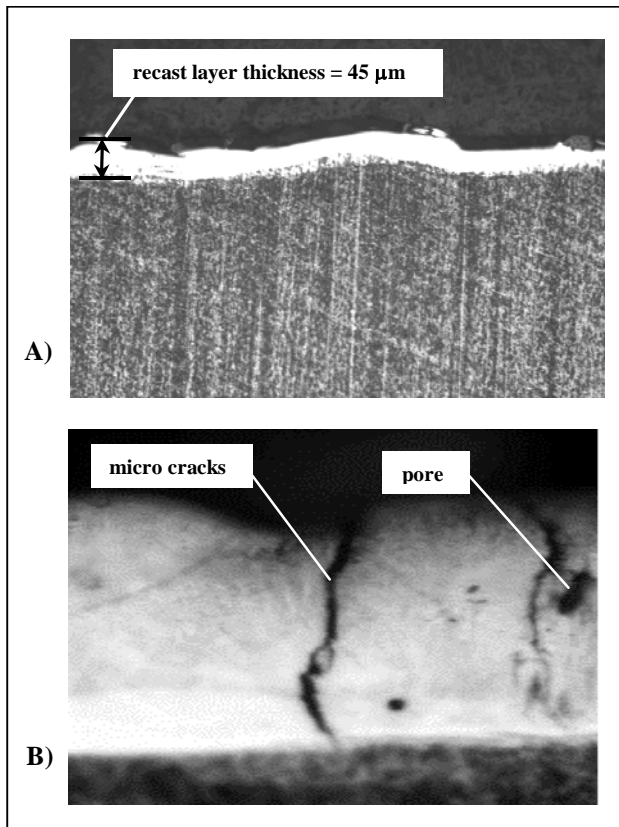 recast layer thickness = 45 μm
A)
micro cracks
pore
B)